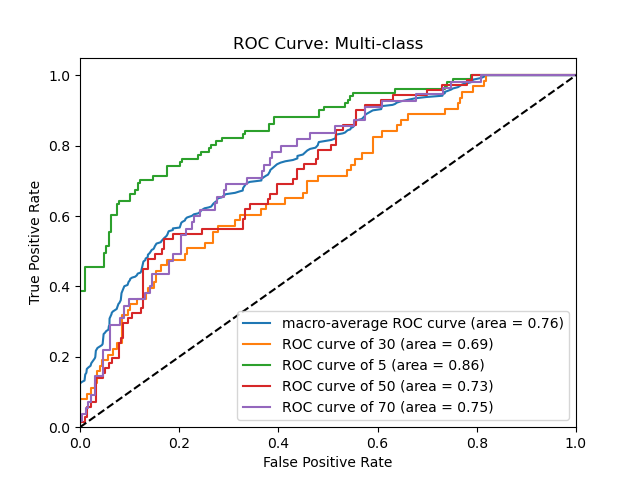 ROC Curve: Multi-class
True Positive Rate
1.0
0.8
0.6
0.4
0.2
0.0
macro-average ROC curve (area = 0.76)
ROC curve of 30 (area = 0.69)
ROC curve of 5 (area = 0.86)
ROC curve of 50 (area = 0.73)
ROC curve of 70 (area = 0.75)
0.0 0.2 0.4 0.6 0.8 1.0
False Positive Rate